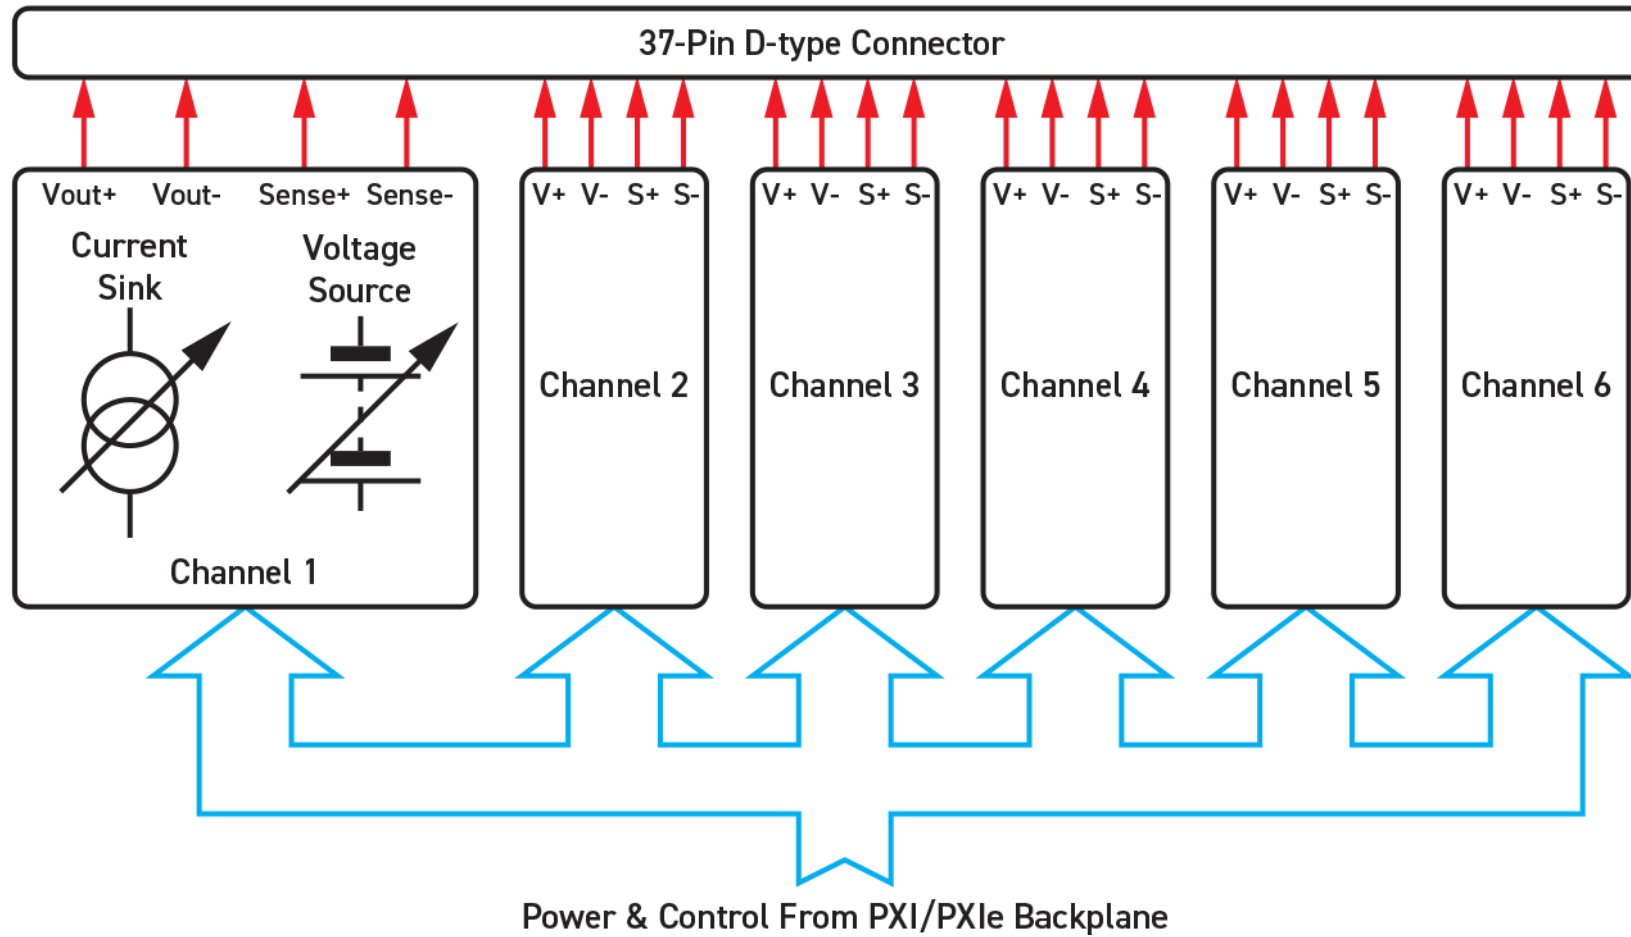 37-Pin D-type Connector
Vout+ Vout- Sense+ Sense- V+ V- S+ S- V+ V- S+ S- V+ V- S+ S- V+ V- S+ S- V+ V- S+ S-
Current
Sink
Voltage
Source
Channel 1
Channel 2
Channel 3
Channel 4
Channel 5
Channel 6
Power & Control From PXI/PXIe Backplane